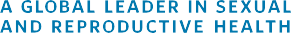 A GLOBAL LEADER IN SEXUAL
AND REPRODUCTIVE HEALTH